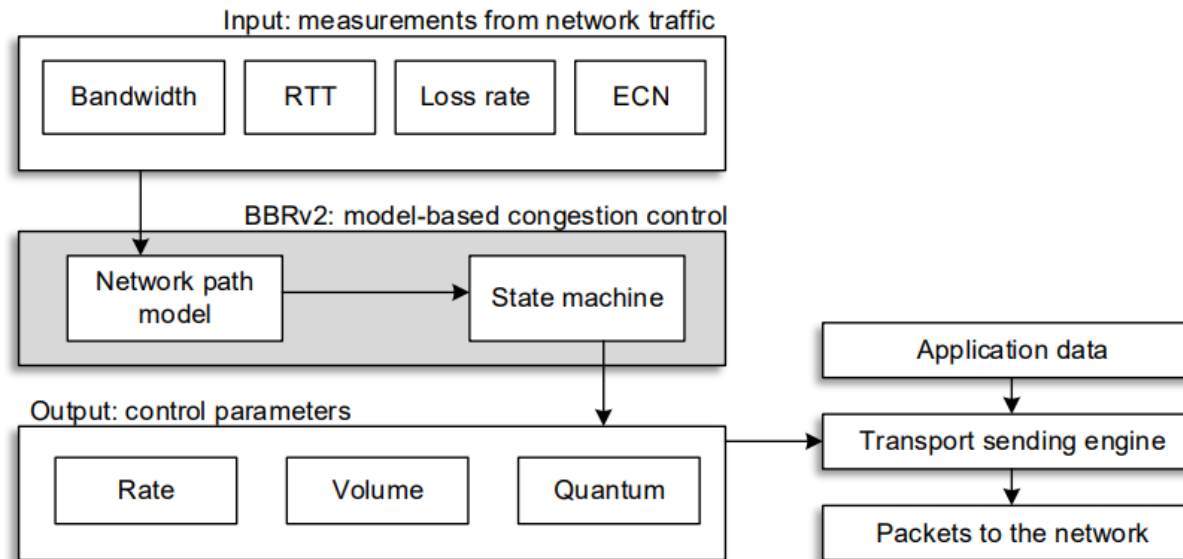 Input: measurements from network traffic
Bandwidth
RTT
Loss rate
ECN
BBRv2: model-based congestion control
Network path
model
State machine
Output: control parameters
Rate
Volume
Quantum
Application data
Transport sending engine
Packets to the network